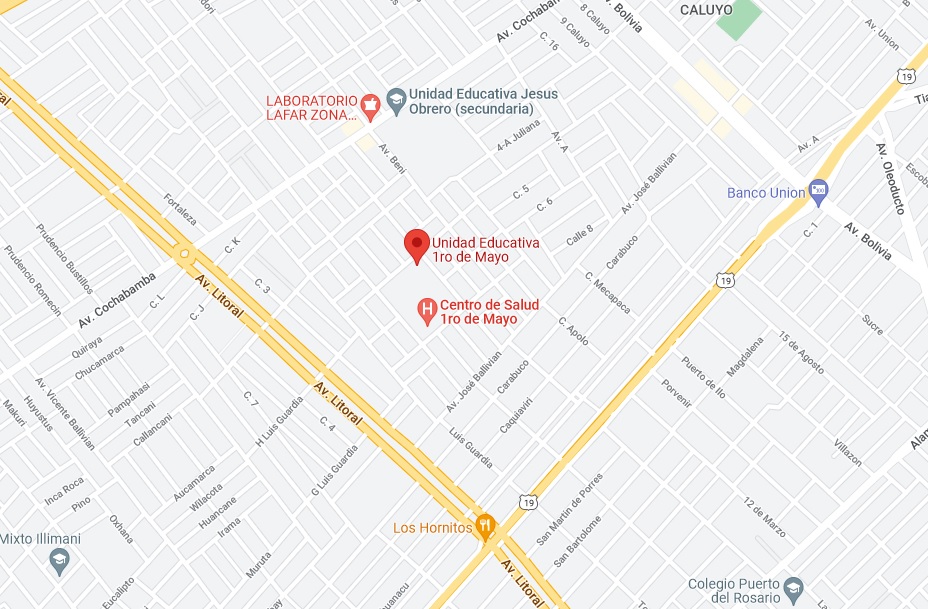 CALUYO
Av. Cochabam
Av. Bolivia
8 Caluyo
9 Caluyo
C. 16
Av. Union
19
Tia
LABORATORIO
LAFAR ZONA...
Unidad Educativa Jesus
Obrero (secundaria)
4-A Juliana
Av. A
Av. A
Av. Beni
Av. José Ballivian
Av. Oleoducto
Escob
Banco Union
Fortaleza
C. 5
C. 6
Calle 8
Carabuco
C. 1
Av. Bolivia
C. K
Unidad Educativa
1ro de Mayo
Prudencio Bustillos
Prudencio Romecin
Av. Cochabamba
C. L
C. J
Av. Litoral
C. 3
19
C. Mecapaca
Centro de Salud
1ro de Mayo
C. Apolo
Sucre
15 de Agosto
Magdalena
Quiraya
Chucamarca
Puerto de Ilo
Porvenir
Av. José Ballivian
Carabuco
Caquiaviri
Av. Vicente Ballivian
Huyustus
Makuri
Pampahasi
Tancani
Callancani
C. 7
H Luis Guardia
Av. Litoral
C. 4
G Luis Guardia
Luis Guardia
Villazon
Alan
Inca Roca
Pino
Aucamarca
Wilacota
Huancane
Irama
Oxhana
19
San Martin de Porres
San Bartolome
12 de Marzo
Los Hornitos
Mixto Illimani
Muruta
Eucalipto
Av. Litoral
Colegio Puerto
del Rosario